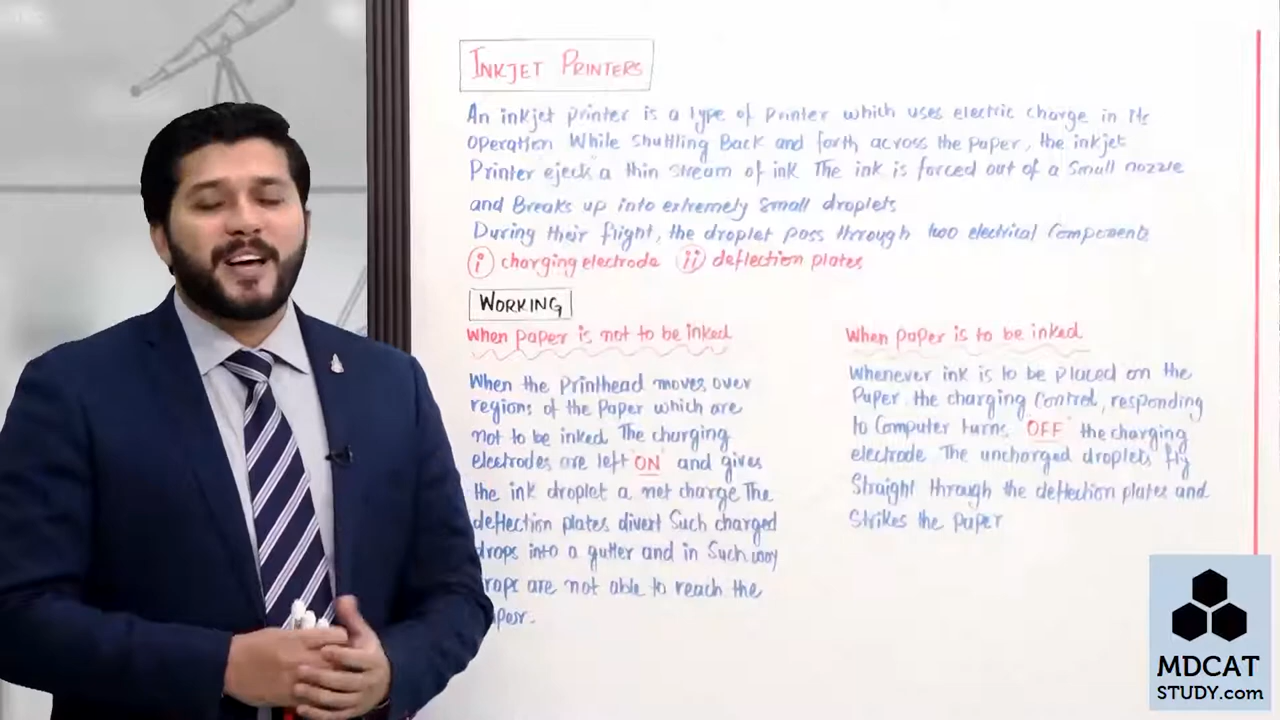 INKJET PRINTERS
An inkjet printer is a type of Printer which uses electric charge in its
operation While shuttling Back and forth across the paper, the inkjet
Printer ejects a thin stream of ink The ink is forced out of a small nozzle
and Breaks up into extremely small droplets
During their flight, the droplet pass through two electrical Components
i charging electrode ii deflection plates
WORKING
When paper is not to be inked
When the Printhead moves over
regions of the Paper which are
not to be inked The charging
electrodes are left "ON" and gives
the ink droplet a net charge The
deflection plates divert Such charged
drops into a gutter and in Such way
drops are not able to reach the
When paper is to be inked
Whenever ink is to be placed on the
Paper the charging Control, responding
to Computer turns "OFF" the charging
electrode The uncharged droplets fly
Straight through the deflection plates and
Strikes the Paper
MDCAT
STUDY.com